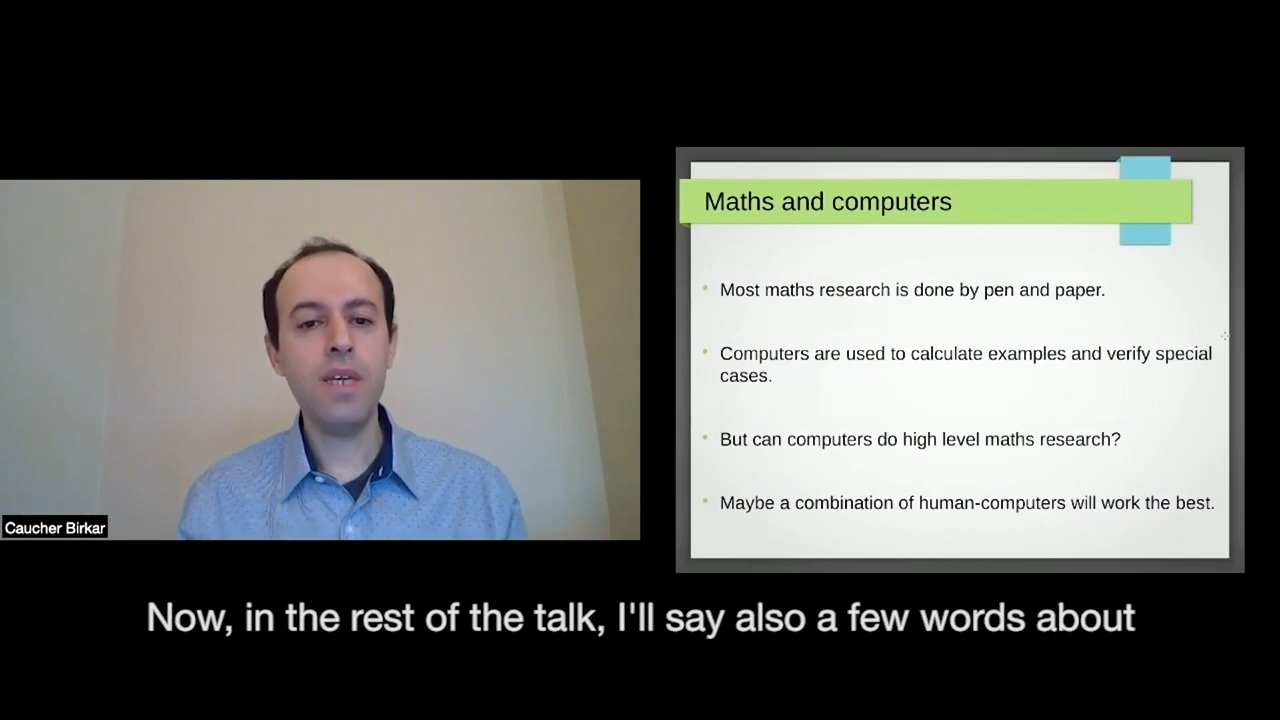 Maths and computers
Most maths research is done by pen and paper.
Computers are used to calculate examples and verify special
cases.
But can computers do high level maths research?
Maybe a combination of human-computers will work the best.
Caucher Birkar
Now, in the rest of the talk, I'll say also a few words about